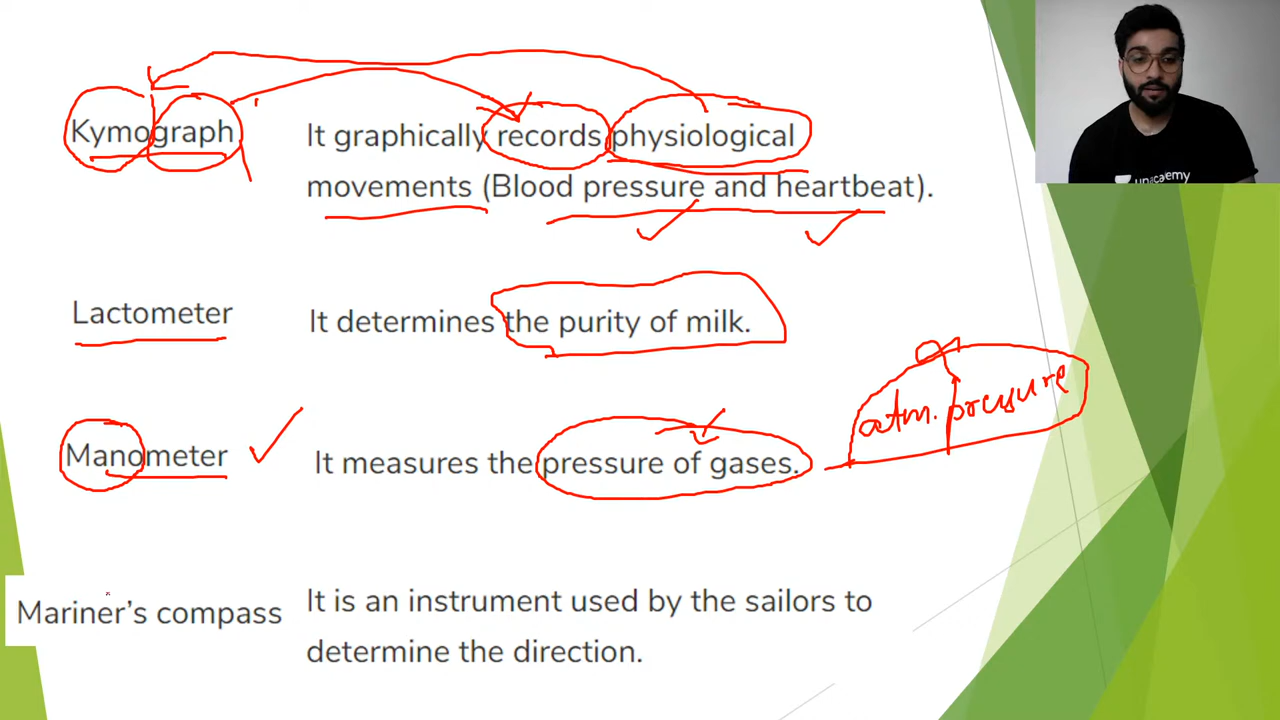 Kymograph
It graphically records physiological
movements (Blood pressure and heartbeat).
Lactometer
It determines the purity of milk.
Manometer
It measures the pressure of gases.
atm. pressure
Mariner's compass
It is an instrument used by the sailors to
determine the direction.
unacademy